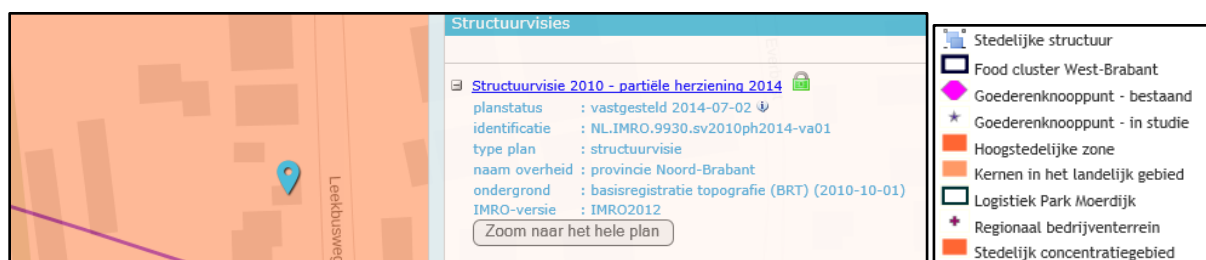 Leekbusweg
Structuurvisies
Structuurvisie 2010 - partiële herziening 2014
planstatus : vastgesteld 2014-07-02
identificatie : NL.IMRO.9930.sv2010ph2014-va01
type plan : structuurvisie
naam overheid : provincie Noord-Brabant
ondergrond : basisregistratie topografie (BRT) (2010-10-01)
IMRO-versie : IMRO2012
Zoom naar het hele plan
Stedelijke structuur
Food cluster West-Brabant
Goederenknooppunt - bestaand
Goederenknooppunt - in studie
Hoogstedelijke zone
Kernen in het landelijk gebied
Logistiek Park Moerdijk
Regionaal bedrijventerrein
Stedelijk concentratiegebied